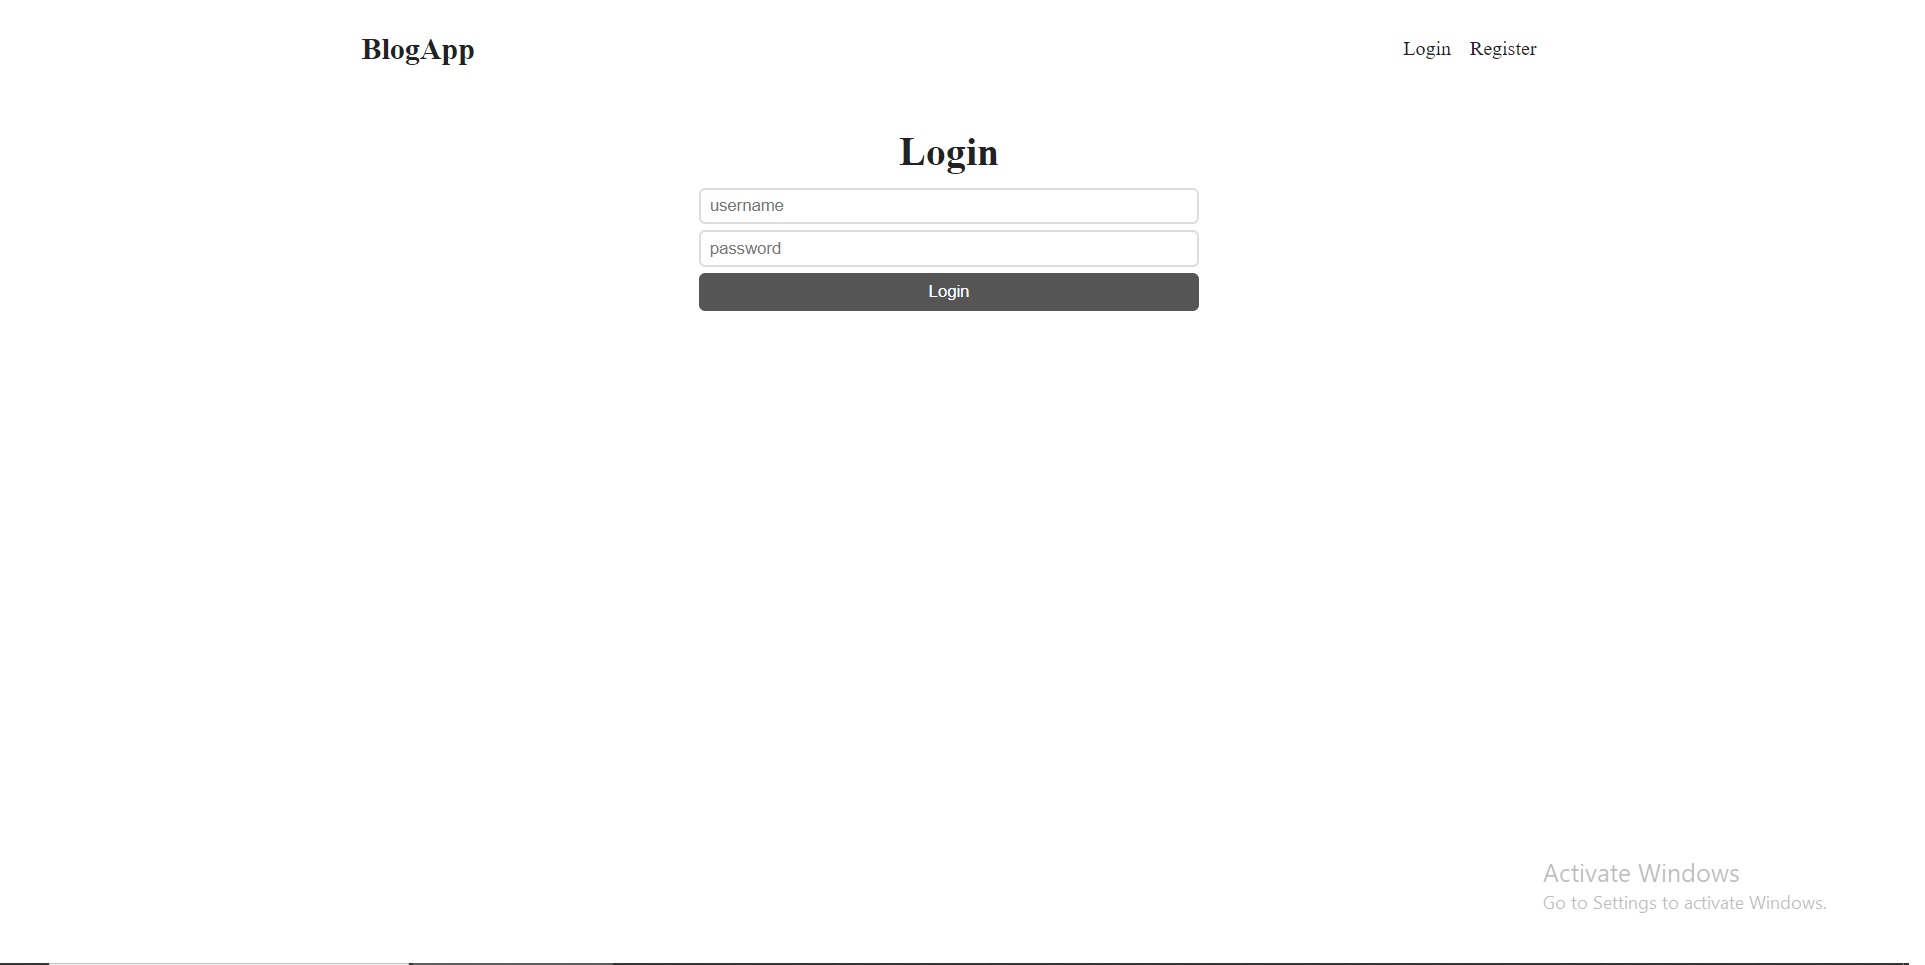 BlogApp
Login Register
Login
username
password
Login
Activate Windows
Go to Settings to activate Windows.